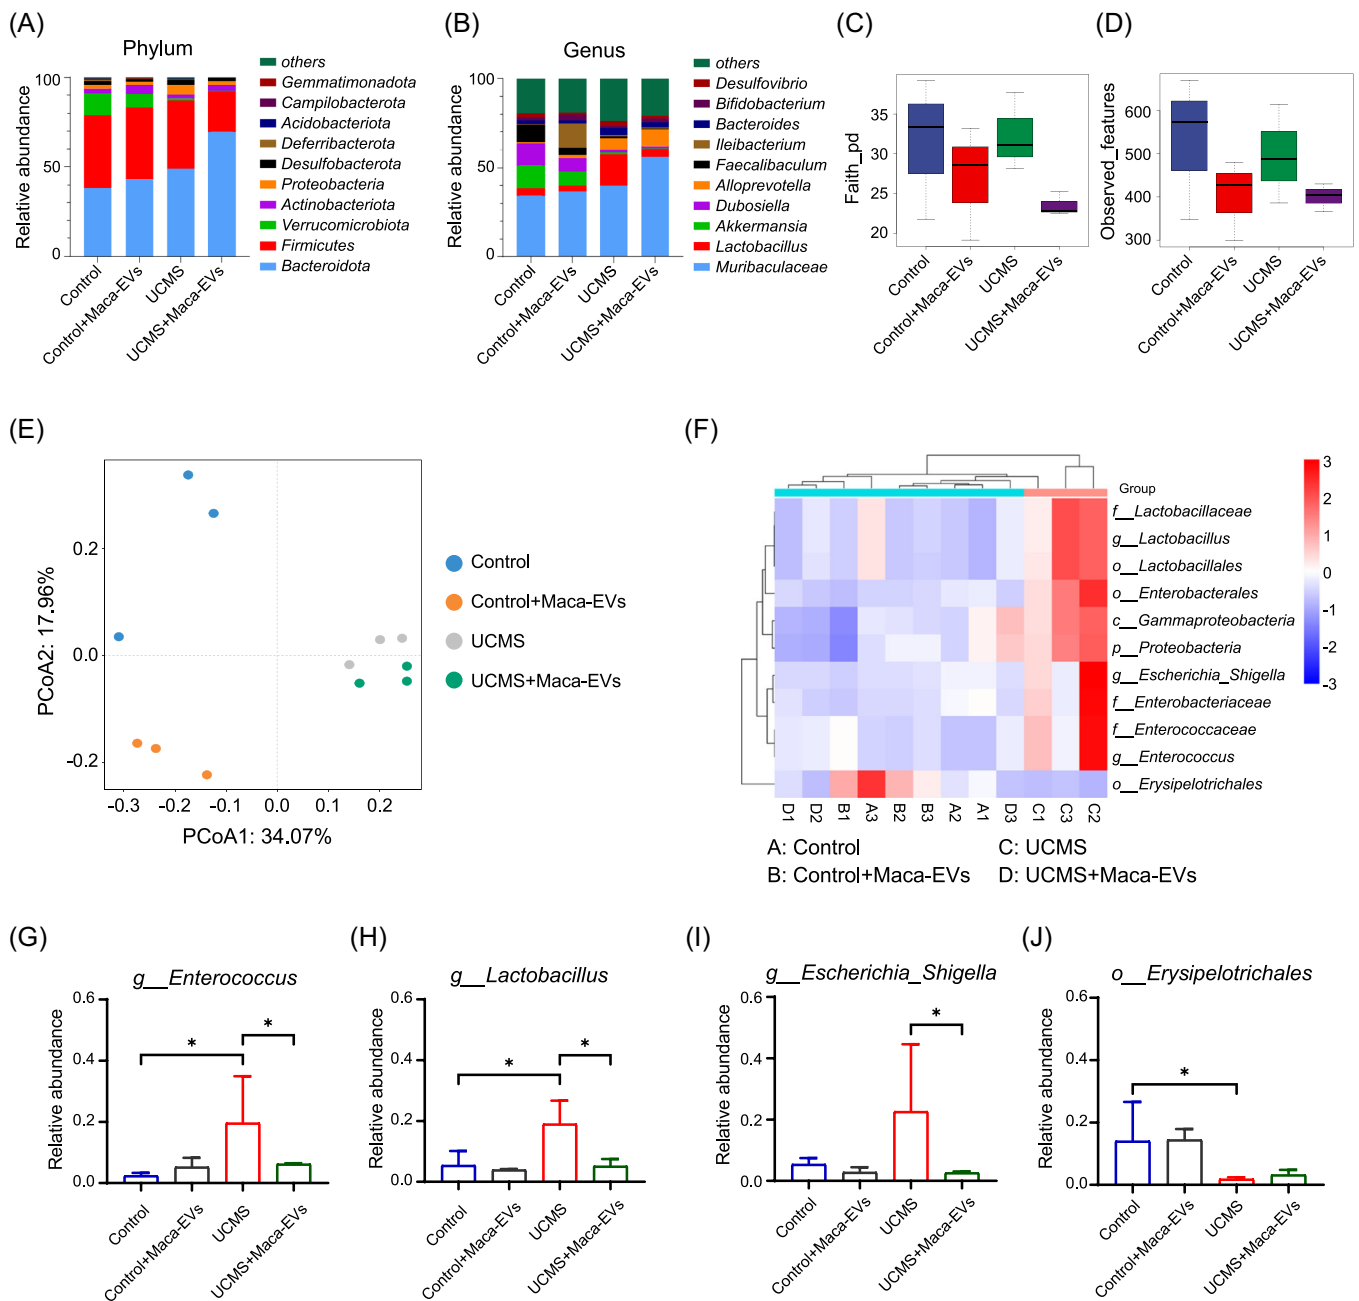 (A)
Phylum
Relative abundance
100
50
0
Control
Control+Maca-EVs
UCMS
UCMS+Maca-EVs
others
Gemmatimonadota
Campilobacterota
Acidobacteriota
Deferribacterota
Desulfobacterota
Proteobacteria
Actinobacteriota
Verrucomicrobiota
Firmicutes
Bacteroidota
(B)
Genus
Relative abundance
100
50
0
Control
Control+Maca-EVs
UCMS
UCMS+Maca-EVs
others
Desulfovibrio
Bifidobacterium
Bacteroides
Ileibacterium
Faecalibaculum
Alloprevotella
Dubosiella
Akkermansia
Lactobacillus
Muribaculaceae
(C)
Faith_pd
35
30
25
20
Control
Control+Maca-EVs
UCMS
UCMS+Maca-EVs
(D)
Observed_features
600
500
400
300
Control
Control+Maca-EVs
UCMS
UCMS+Maca-EVs
(E)
PCoA2: 17.96%
0.2
0.0
-0.2
-0.3
-0.2
-0.1
0.0
0.1
0.2
PCoA1: 34.07%
Control
Control+Maca-EVs
UCMS
UCMS+Maca-EVs
(F)
Group
f__Lactobacillaceae
g__Lactobacillus
o__Lactobacillales
o__Enterobacterales
c__Gammaproteobacteria
p__Proteobacteria
g__Escherichia_Shigella
f__Enterobacteriaceae
f__Enterococcaceae
g__Enterococcus
o__Erysipelotrichales
3
2
1
0
-1
-2
-3
D1 D2 B1 A3 B2 B3 A2 A1 D3 C1 C3 C2
A: Control C: UCMS
B: Control+Maca-EVs D: UCMS+Maca-EVs
(G)
g__Enterococcus
Relative abundance
0.6
0.4
0.2
0.0
*
*
Control
Control+Maca-EVs
UCMS
UCMS+Maca-EVs
(H)
g__Lactobacillus
Relative abundance
0.6
0.4
0.2
0.0
*
*
Control
Control+Maca-EVs
UCMS
UCMS+Maca-EVs
(I)
g__Escherichia_Shigella
Relative abundance
0.6
0.4
0.2
0.0
*
Control
Control+Maca-EVs
UCMS
UCMS+Maca-EVs
(J)
o__Erysipelotrichales
Relative abundance
0.6
0.4
0.2
0.0
*
Control
Control+Maca-EVs
UCMS
UCMS+Maca-EVs